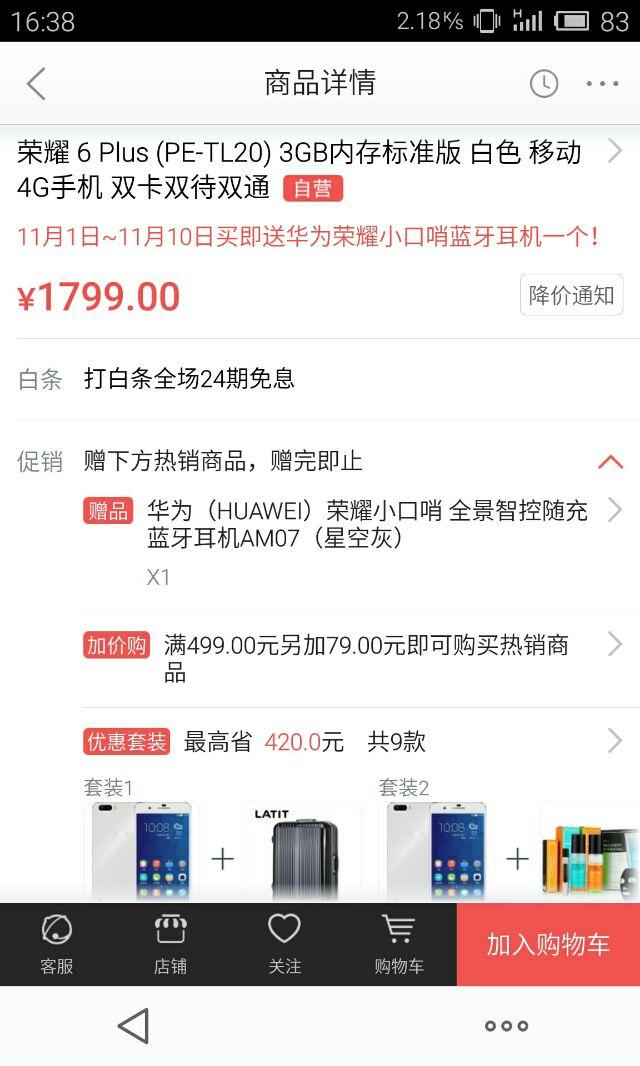 16:38
2.18K/s
H
83
商品详情
荣耀 6 Plus (PE-TL20) 3GB内存标准版 白色 移动
4G手机 双卡双待双通 自营
11月1日~11月10日买即送华为荣耀小口哨蓝牙耳机一个！
¥1799.00
降价通知
白条 打白条全场24期免息
促销 赠下方热销商品，赠完即止
赠品 华为（HUAWEI）荣耀小口哨 全景智控随充
蓝牙耳机AM07（星空灰）
X1
加价购 满499.00元另加79.00元即可购买热销商
品
优惠套装 最高省 420.0元 共9款
套装1 套装2
10:08
LATIT
10:08
客服 店铺 关注 购物车 加入购物车